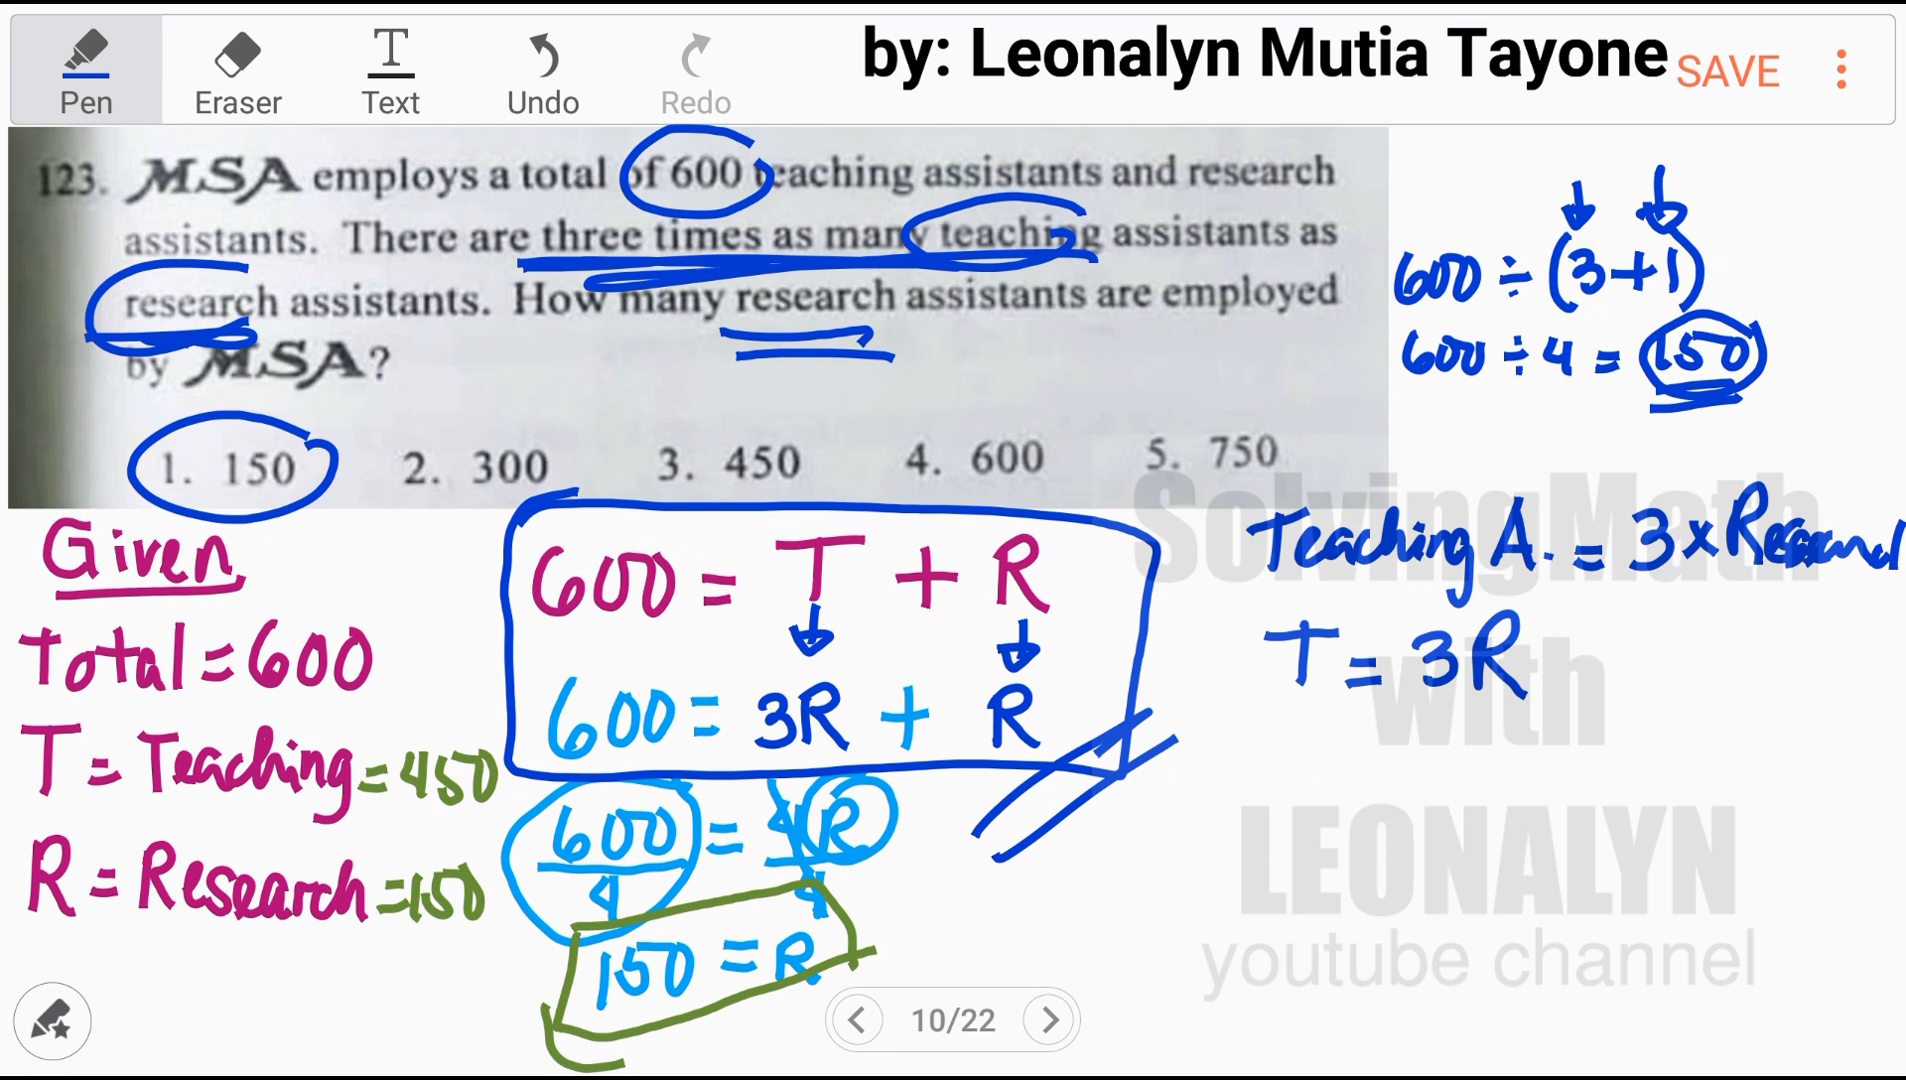 by: Leonalyn Mutia Tayone
SAVE
Pen
Eraser
Text
Undo
Redo
123. MSA employs a total of 600 teaching assistants and research
assistants. There are three times as many teaching assistants as
research assistants. How many research assistants are employed
by MSA?
1. 150 2. 300 3. 450 4. 600 5. 750
600 ÷ (3+1)
600 ÷ 4 = 150
Given
Total = 600
T = Teaching = 450
R = Research = 150
600 = T + R
600 = 3R + R
600/4 = 4R/4
150 = R
Teaching A. = 3 x
T = 3R
SolvingMath
with
LEONALYN
youtube channel
10/22